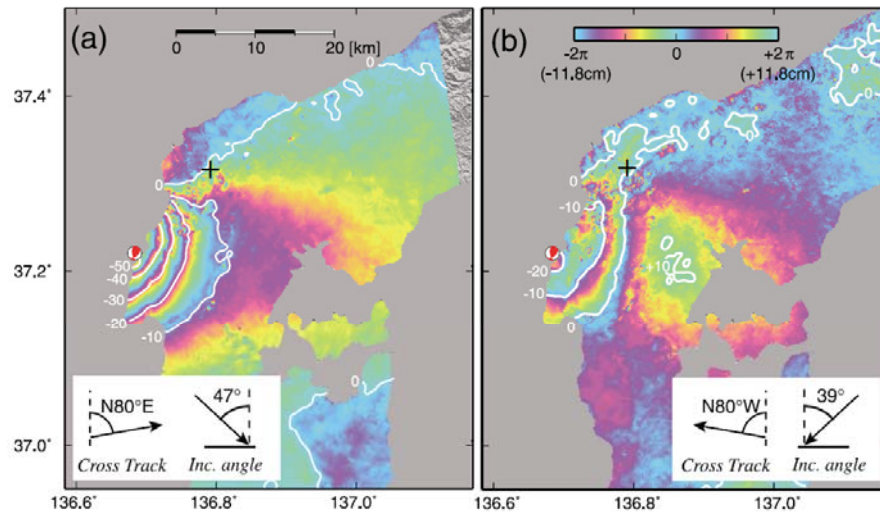 (a)
0 10 20 [km]
(b)
-2π 0 +2π
(-11.8cm) (+11.8cm)
37.4°
37.2°
37.0°
0
0
-50
-40
-30
-20
-10
0
0
0
-10
-20
-10
0
+10
N80°E 47°
Cross Track Inc. angle
N80°W 39°
Cross Track Inc. angle
136.6° 136.8° 137.0°
136.6° 136.8° 137.0°